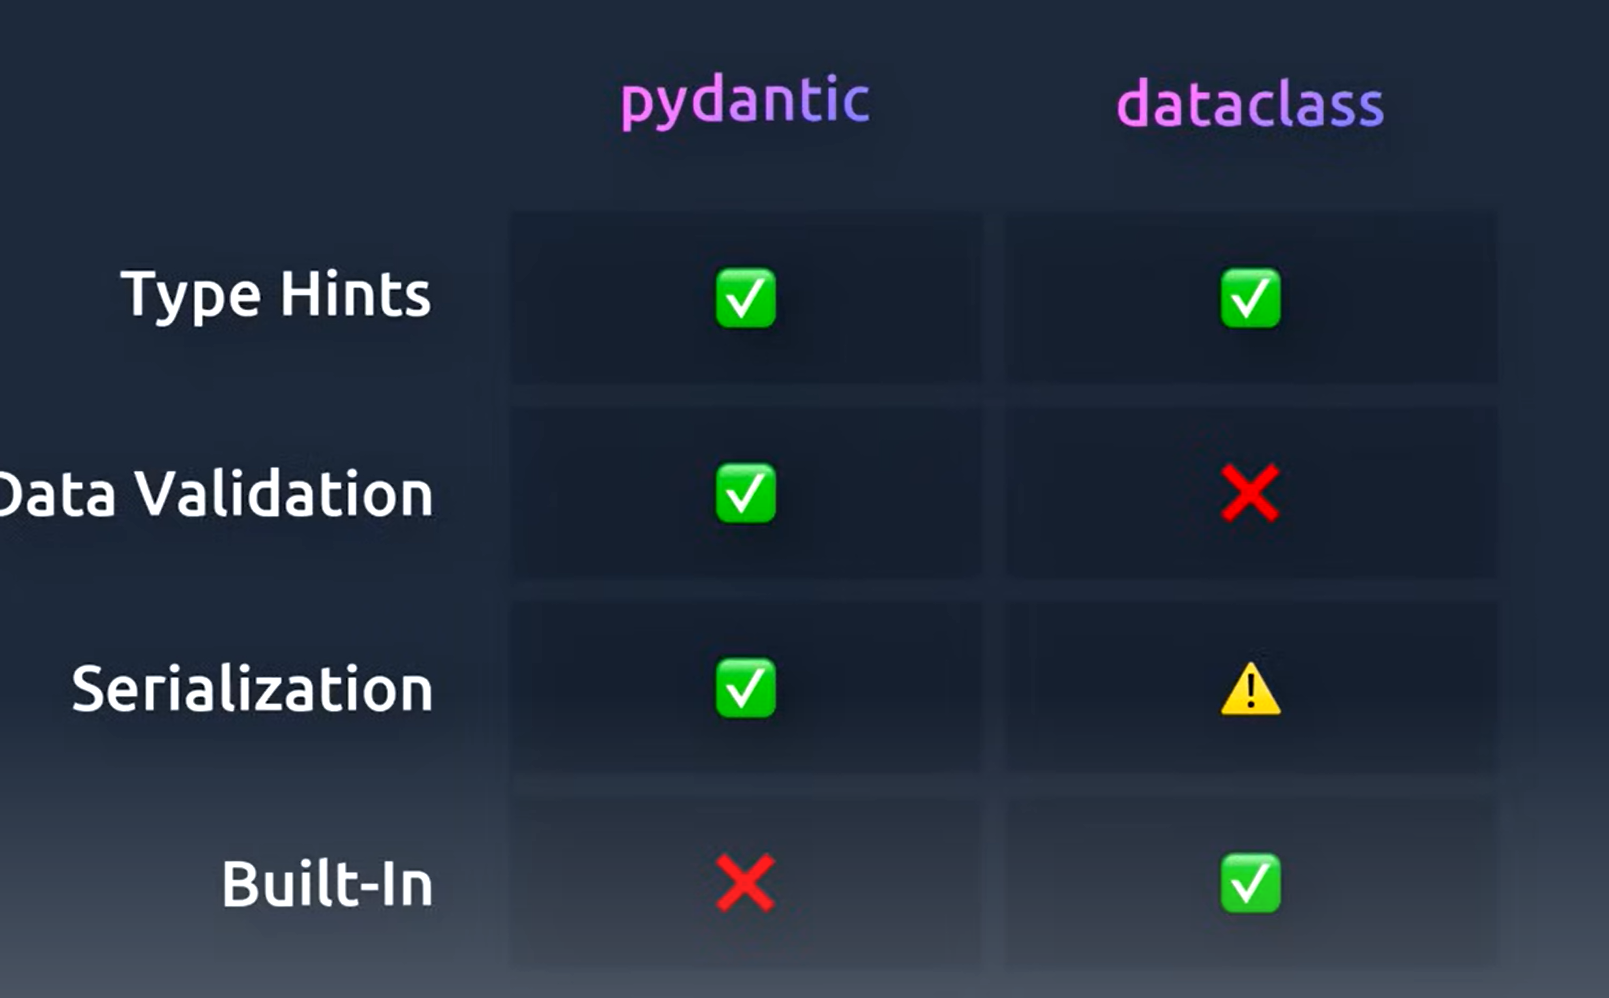 pydantic dataclass
Type Hints ✅ ✅
Data Validation ✅ ❌
Serialization ✅ ⚠️
Built-In ❌ ✅